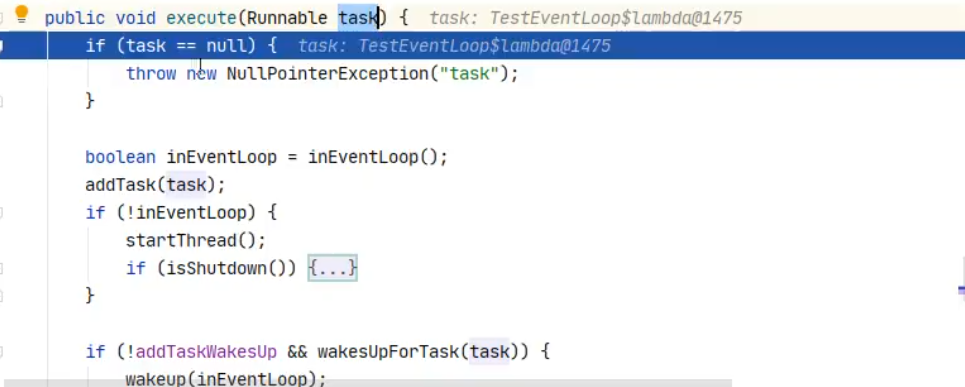 public void execute(Runnable task) {  task: TestEventLoop$lambda@1475
if (task == null) {  task: TestEventLoop$lambda@1475
throw new NullPointerException("task");
}
boolean inEventLoop = inEventLoop();
addTask(task);
if (!inEventLoop) {
startThread();
if (isShutdown()) {...}
}
if (!addTaskWakesUp && wakesUpForTask(task)) {
wakeup(inEventLoop);